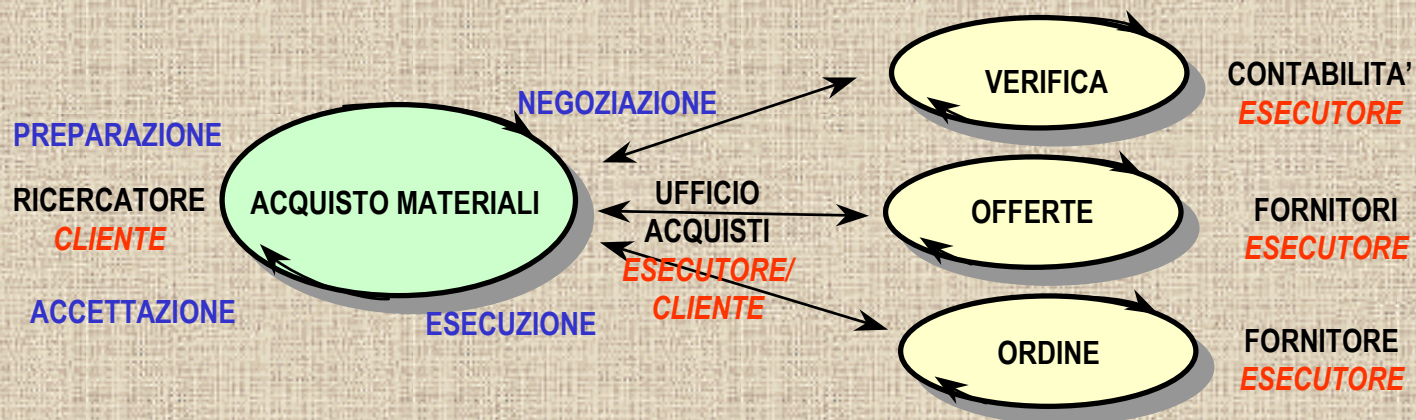 PREPARAZIONE
RICERCATORE
CLIENTE
ACCETTAZIONE
ACQUISTO MATERIALI
NEGOZIAZIONE
ESECUZIONE
UFFICIO
ACQUISTI
ESECUTORE/
CLIENTE
VERIFICA
CONTABILITA'
ESECUTORE
OFFERTE
FORNITORI
ESECUTORE
ORDINE
FORNITORE
ESECUTORE